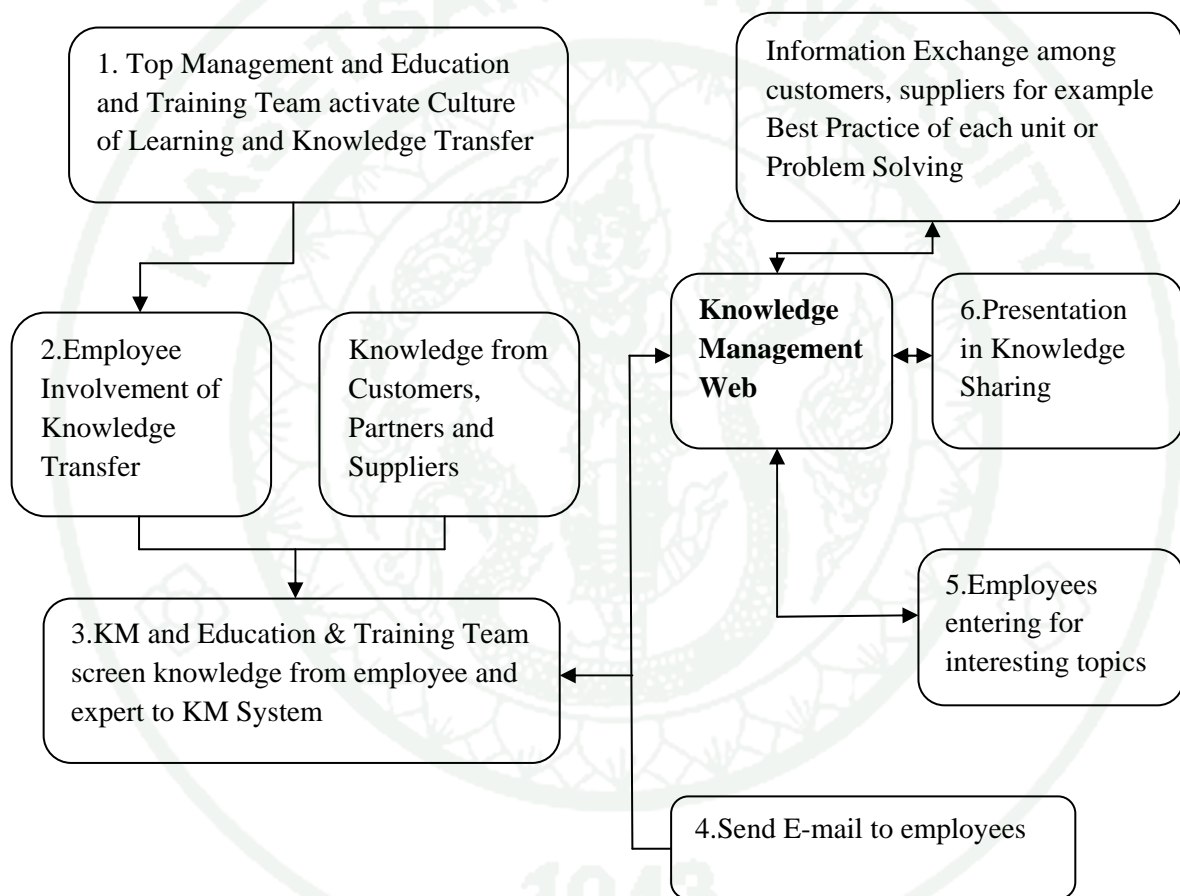 1. Top Management and Education
and Training Team activate Culture
of Learning and Knowledge Transfer
Information Exchange among
customers, suppliers for example
Best Practice of each unit or
Problem Solving
2.Employee
Involvement of
Knowledge
Transfer
Knowledge from
Customers,
Partners and
Suppliers
Knowledge
Management
Web
6.Presentation
in Knowledge
Sharing
3.KM and Education & Training Team
screen knowledge from employee and
expert to KM System
5.Employees
entering for
interesting topics
4.Send E-mail to employees
KASETSART UNIVERSITY
1943